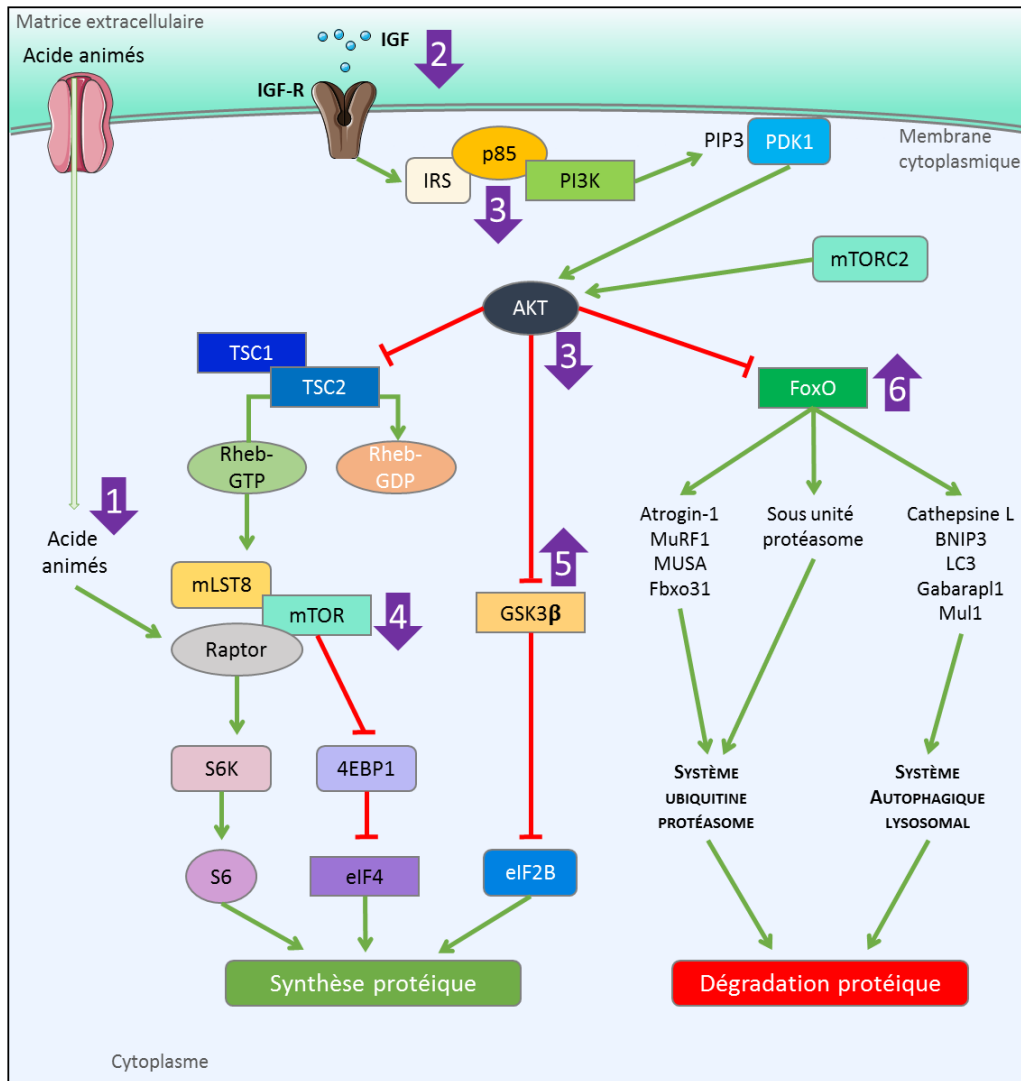 Matrice extracellulaire
Acide animés
IGF
2
IGF-R
Membrane
cytoplasmique
PIP3
PDK1
p85
IRS
PI3K
3
mTORC2
AKT
3
TSC1
TSC2
FoxO
6
Rheb-
GTP
Rheb-
GDP
1
Acide
animés
Atrogin-1
MuRF1
MUSA
Fbxo31
Sous unité
protéasome
Cathepsine L
BNIP3
LC3
Gabarapl1
Mul1
5
mLST8
mTOR
4
GSK3β
Raptor
S6K
4EBP1
SYSTÈME
UBIQUITINE
PROTÉASOME
SYSTÈME
AUTOPHAGIQUE
LYSOSOMAL
S6
eIF4
eIF2B
Synthèse protéique
Dégradation protéique
Cytoplasme